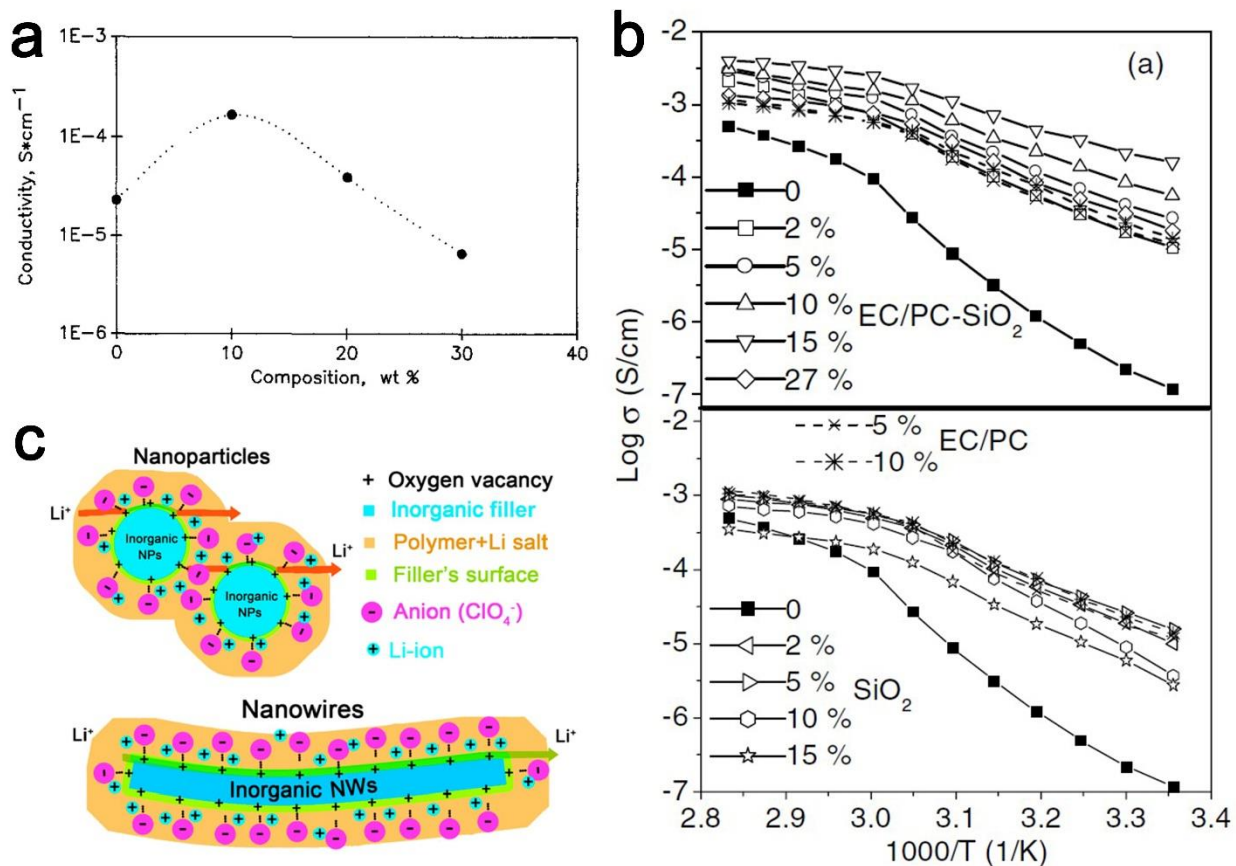 a
1E-3
1E-4
1E-5
1E-6
Conductivity, S*cm⁻¹
0
10
20
30
40
Composition, wt %
b
(a)
-2
-3
-4
-5
-6
-7
0
2 %
5 %
10 %
15 %
27 %
EC/PC-SiO₂
Log σ (S/cm)
-2
-3
-4
-5
-6
-7
5 %
10 %
EC/PC
0
2 %
5 %
10 %
15 %
SiO₂
2.8
2.9
3.0
3.1
3.2
3.3
3.4
1000/T (1/K)
c
Nanoparticles
Li⁺
Inorganic
NPs
Li⁺
Inorganic
NPs
+ Oxygen vacancy
Inorganic filler
Polymer+Li salt
Filler's surface
- Anion (ClO₄⁻)
+ Li-ion
Nanowires
Li⁺
Li⁺
Inorganic NWs